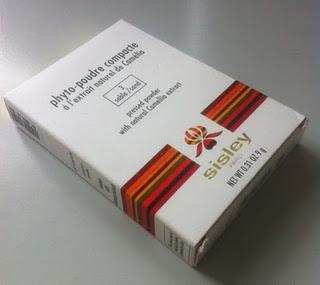 phyto-poudre compacte
à l'extrait naturel de Camélia
3
sable/sand
pressed powder
with natural Camellia extract
sisley
PARIS
NET WT 0.31 OZ 9 g